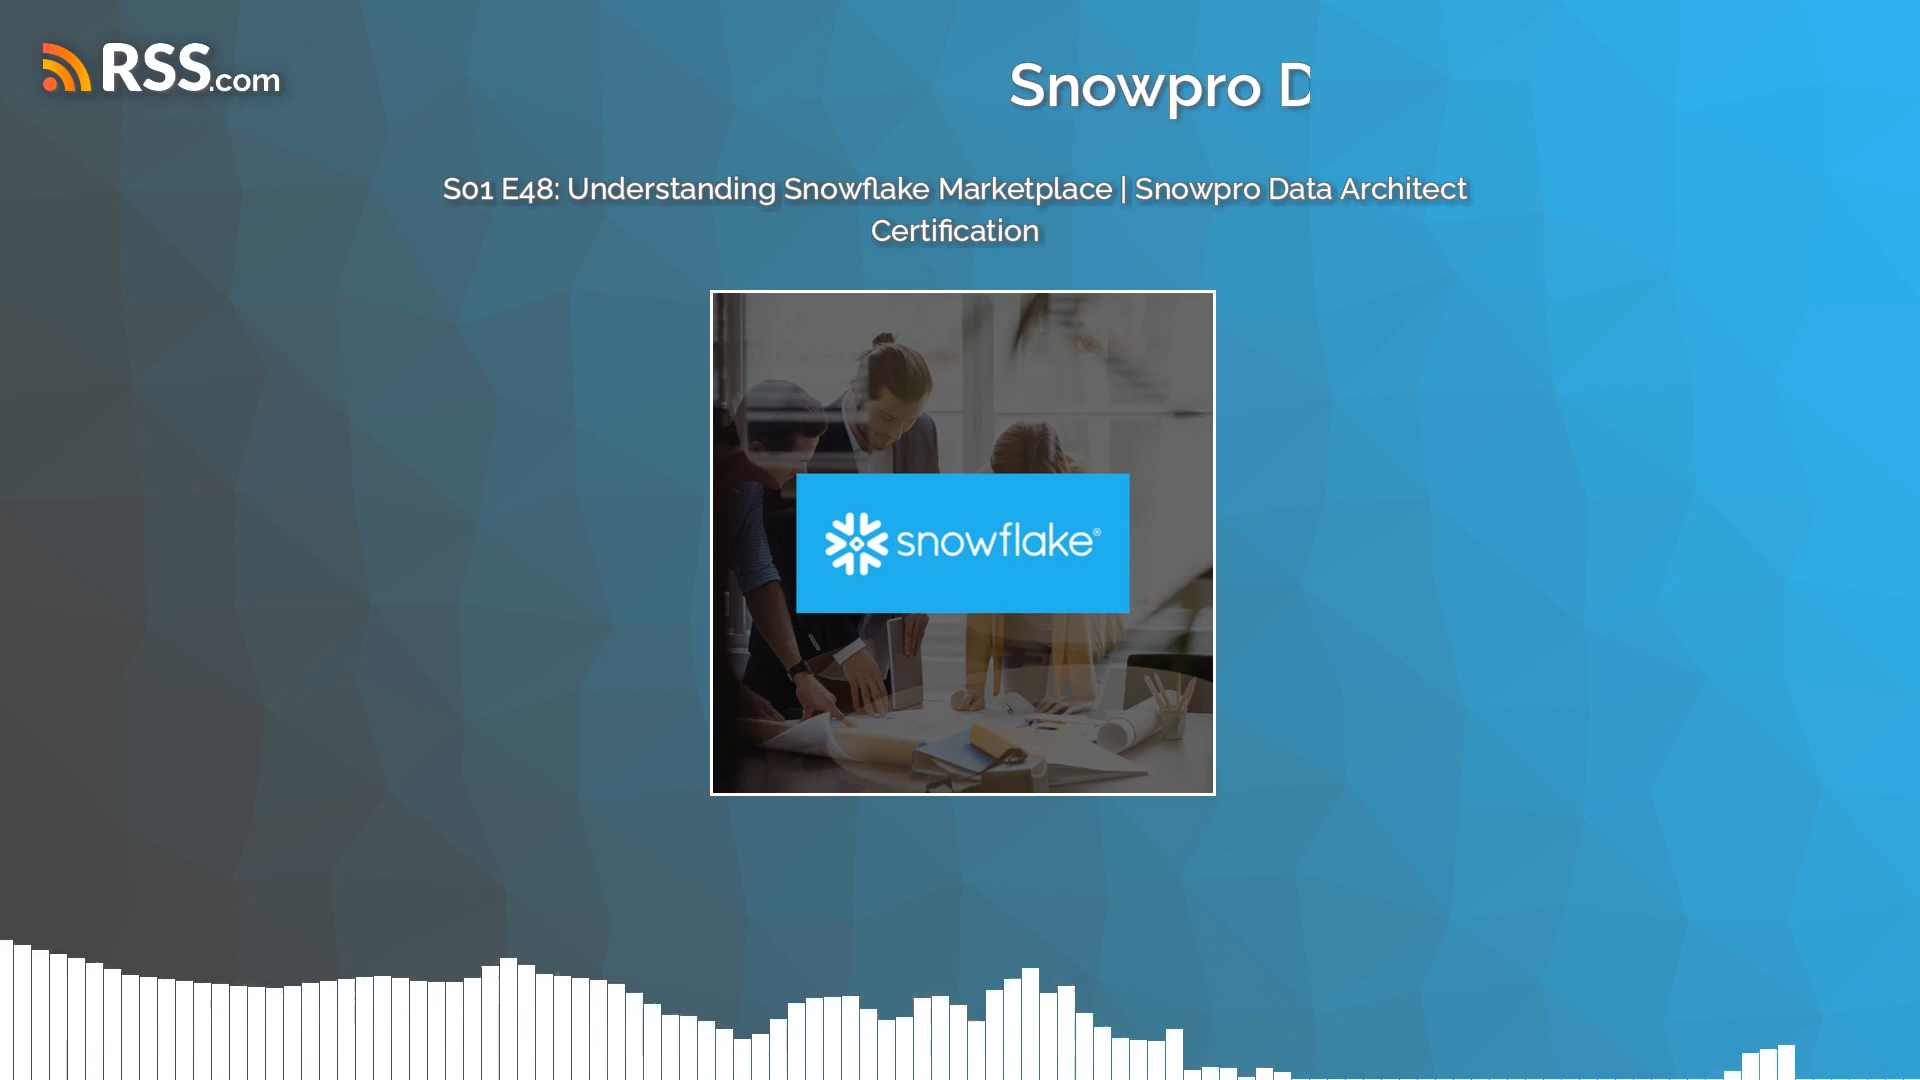 RSS.com
Snowpro D
S01 E48: Understanding Snowflake Marketplace | Snowpro Data Architect
Certification
snowflake®